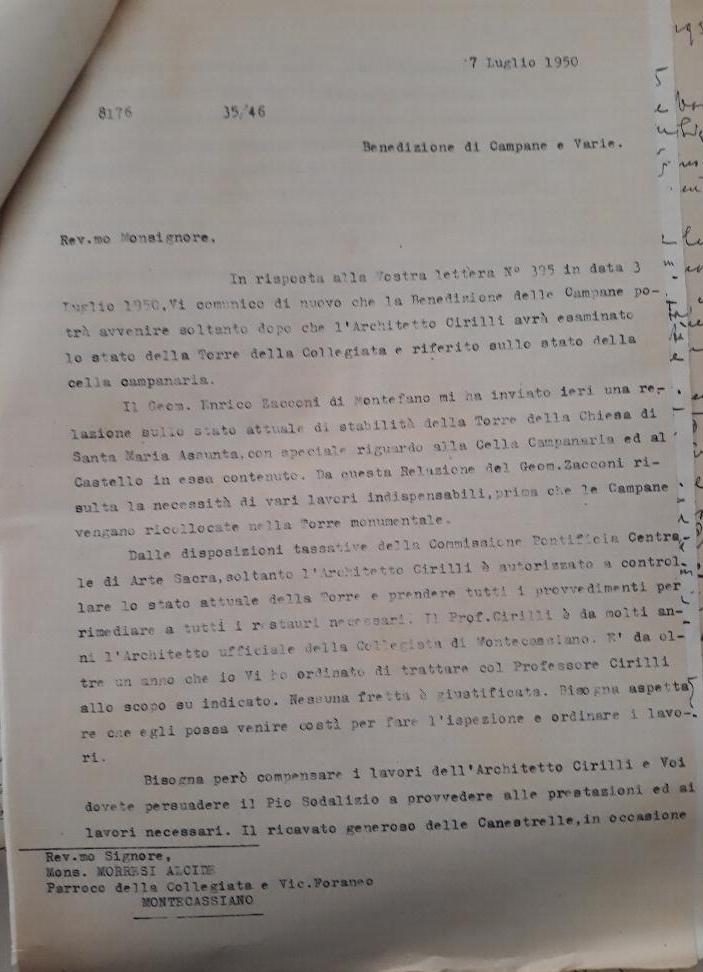 7 Luglio 1950
8176 35/46
Benedizione di Campane e Varie.
Rev.mo Monsignore,
In risposta alla Vostra lettera N° 395 in data 3
Luglio 1950,Vi comunico di nuovo che la Benedizione delle Campane po-
trà avvenire soltanto dopo che l'Architetto Cirilli avrà esaminato
lo stato della Torre della Collegiata e riferito sullo stato della
cella campanaria.
Il Geom. Enrico Zacconi di Montefano mi ha inviato ieri una re-
lazione sullo stato attuale di stabilità della Torre della Chiesa di
Santa Maria Assunta,con speciale riguardo alla Cella Campanaria ed al
Castello in essa contenuto. Da questa Relazione del Geom.Zacconi ri-
sulta la necessità di vari lavori indispensabili,prima che le Campane
vengano ricollocate nella Torre monumentale.
Dalle disposizioni tassative della Commissione Pontificia Centra-
le di Arte Sacra,soltanto l'Architetto Cirilli è autorizzato a control-
lare lo stato attuale della Torre e prendere tutti i provvedimenti per
rimediare a tutti i restauri necessari. Il Prof.Cirilli è da molti an-
ni l'Architetto ufficiale della Collegiata di Montecassiano. E' da ol-
tre un anno che io Vi ho ordinato di trattare col Professore Cirilli
allo scopo su indicato. Nessuna fretta è giustificata. Bisogna aspetta
re che egli possa venire costì per fare l'ispezione e ordinare i lavo-
ri.
Bisogna però compensare i lavori dell'Architetto Cirilli e Voi
dovete persuadere il Pio Sodalizio a provvedere alle prestazioni ed ai
lavori necessari. Il ricavato generoso delle Canestrelle,in occasione
Rev.mo Signore,
Mons. MORRESI ALCIDE
Parroco della Collegiata e Vic.Foraneo
MONTECASSIANO